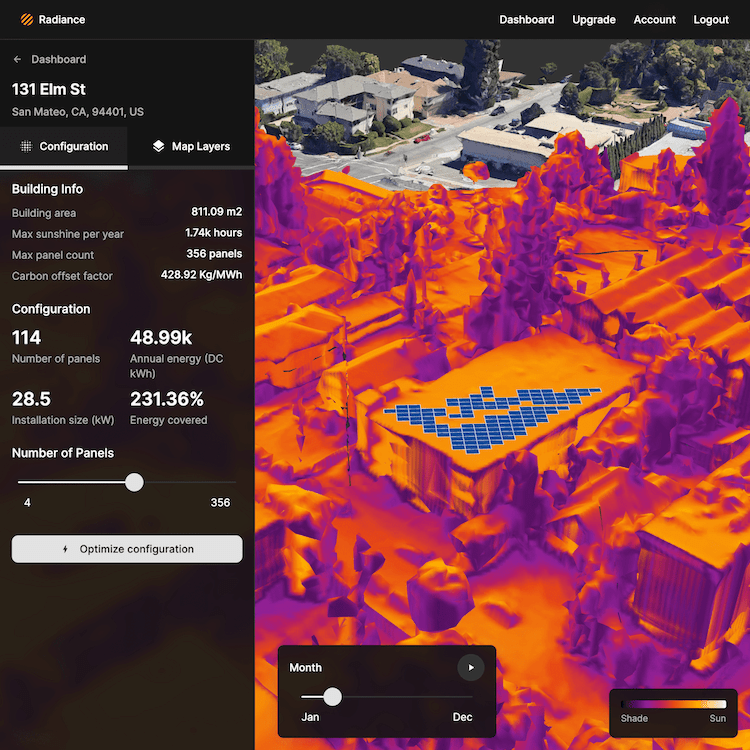 Radiance
Dashboard Upgrade Account Logout
← Dashboard
131 Elm St
San Mateo, CA, 94401, US
Configuration Map Layers
Building Info
Building area 811.09 m2
Max sunshine per year 1.74k hours
Max panel count 356 panels
Carbon offset factor 428.92 Kg/MWh
Configuration
114 48.99k
Number of panels Annual energy (DC
kWh)
28.5 231.36%
Installation size (kW) Energy covered
Number of Panels
4 356
Optimize configuration
Month
Jan Dec
Shade Sun